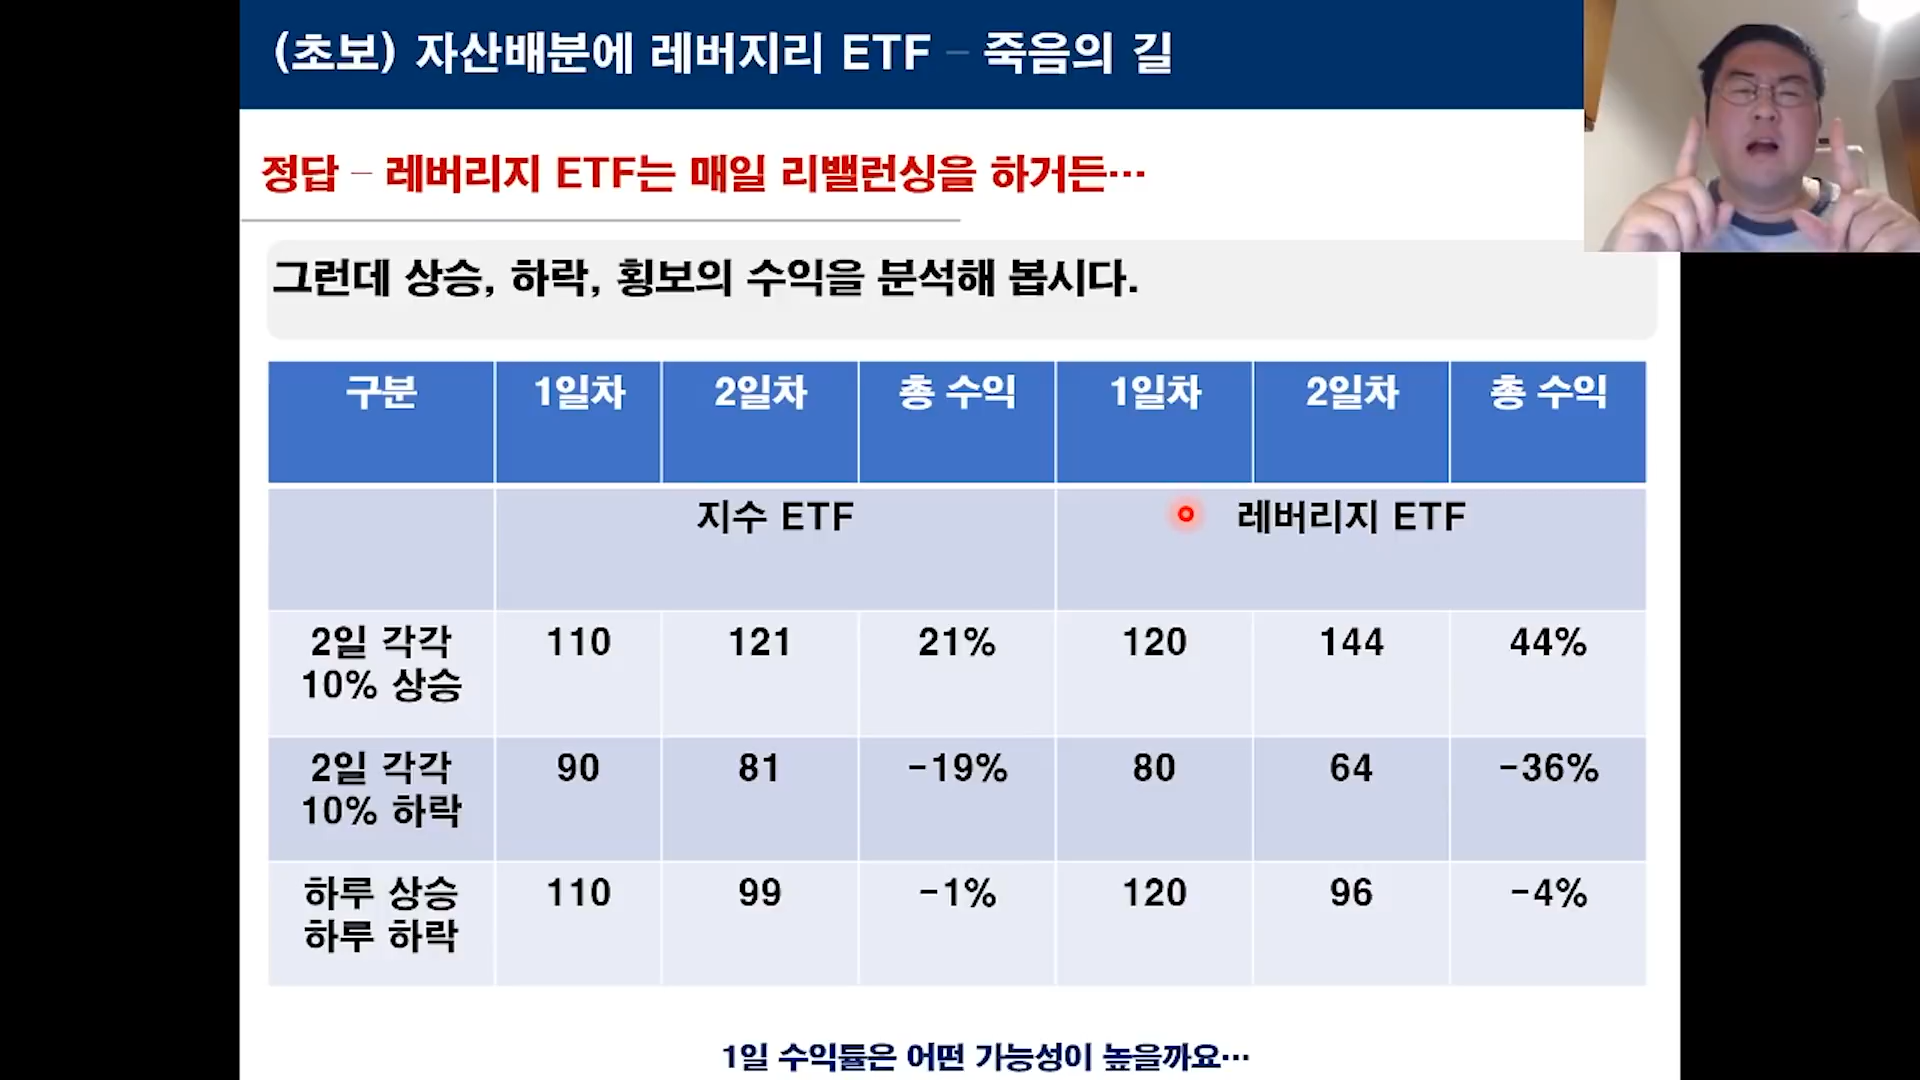 (초보) 자산배분에 레버지리 ETF – 죽음의 길
정답 – 레버리지 ETF는 매일 리밸런싱을 하거든…
그런데 상승, 하락, 횡보의 수익을 분석해 봅시다.
구분 1일차 2일차 총 수익 1일차 2일차 총 수익
지수 ETF 레버리지 ETF
2일 각각
10% 상승 110 121 21% 120 144 44%
2일 각각
10% 하락 90 81 -19% 80 64 -36%
하루 상승
하루 하락 110 99 -1% 120 96 -4%
1일 수익률은 어떤 가능성이 높을까요…